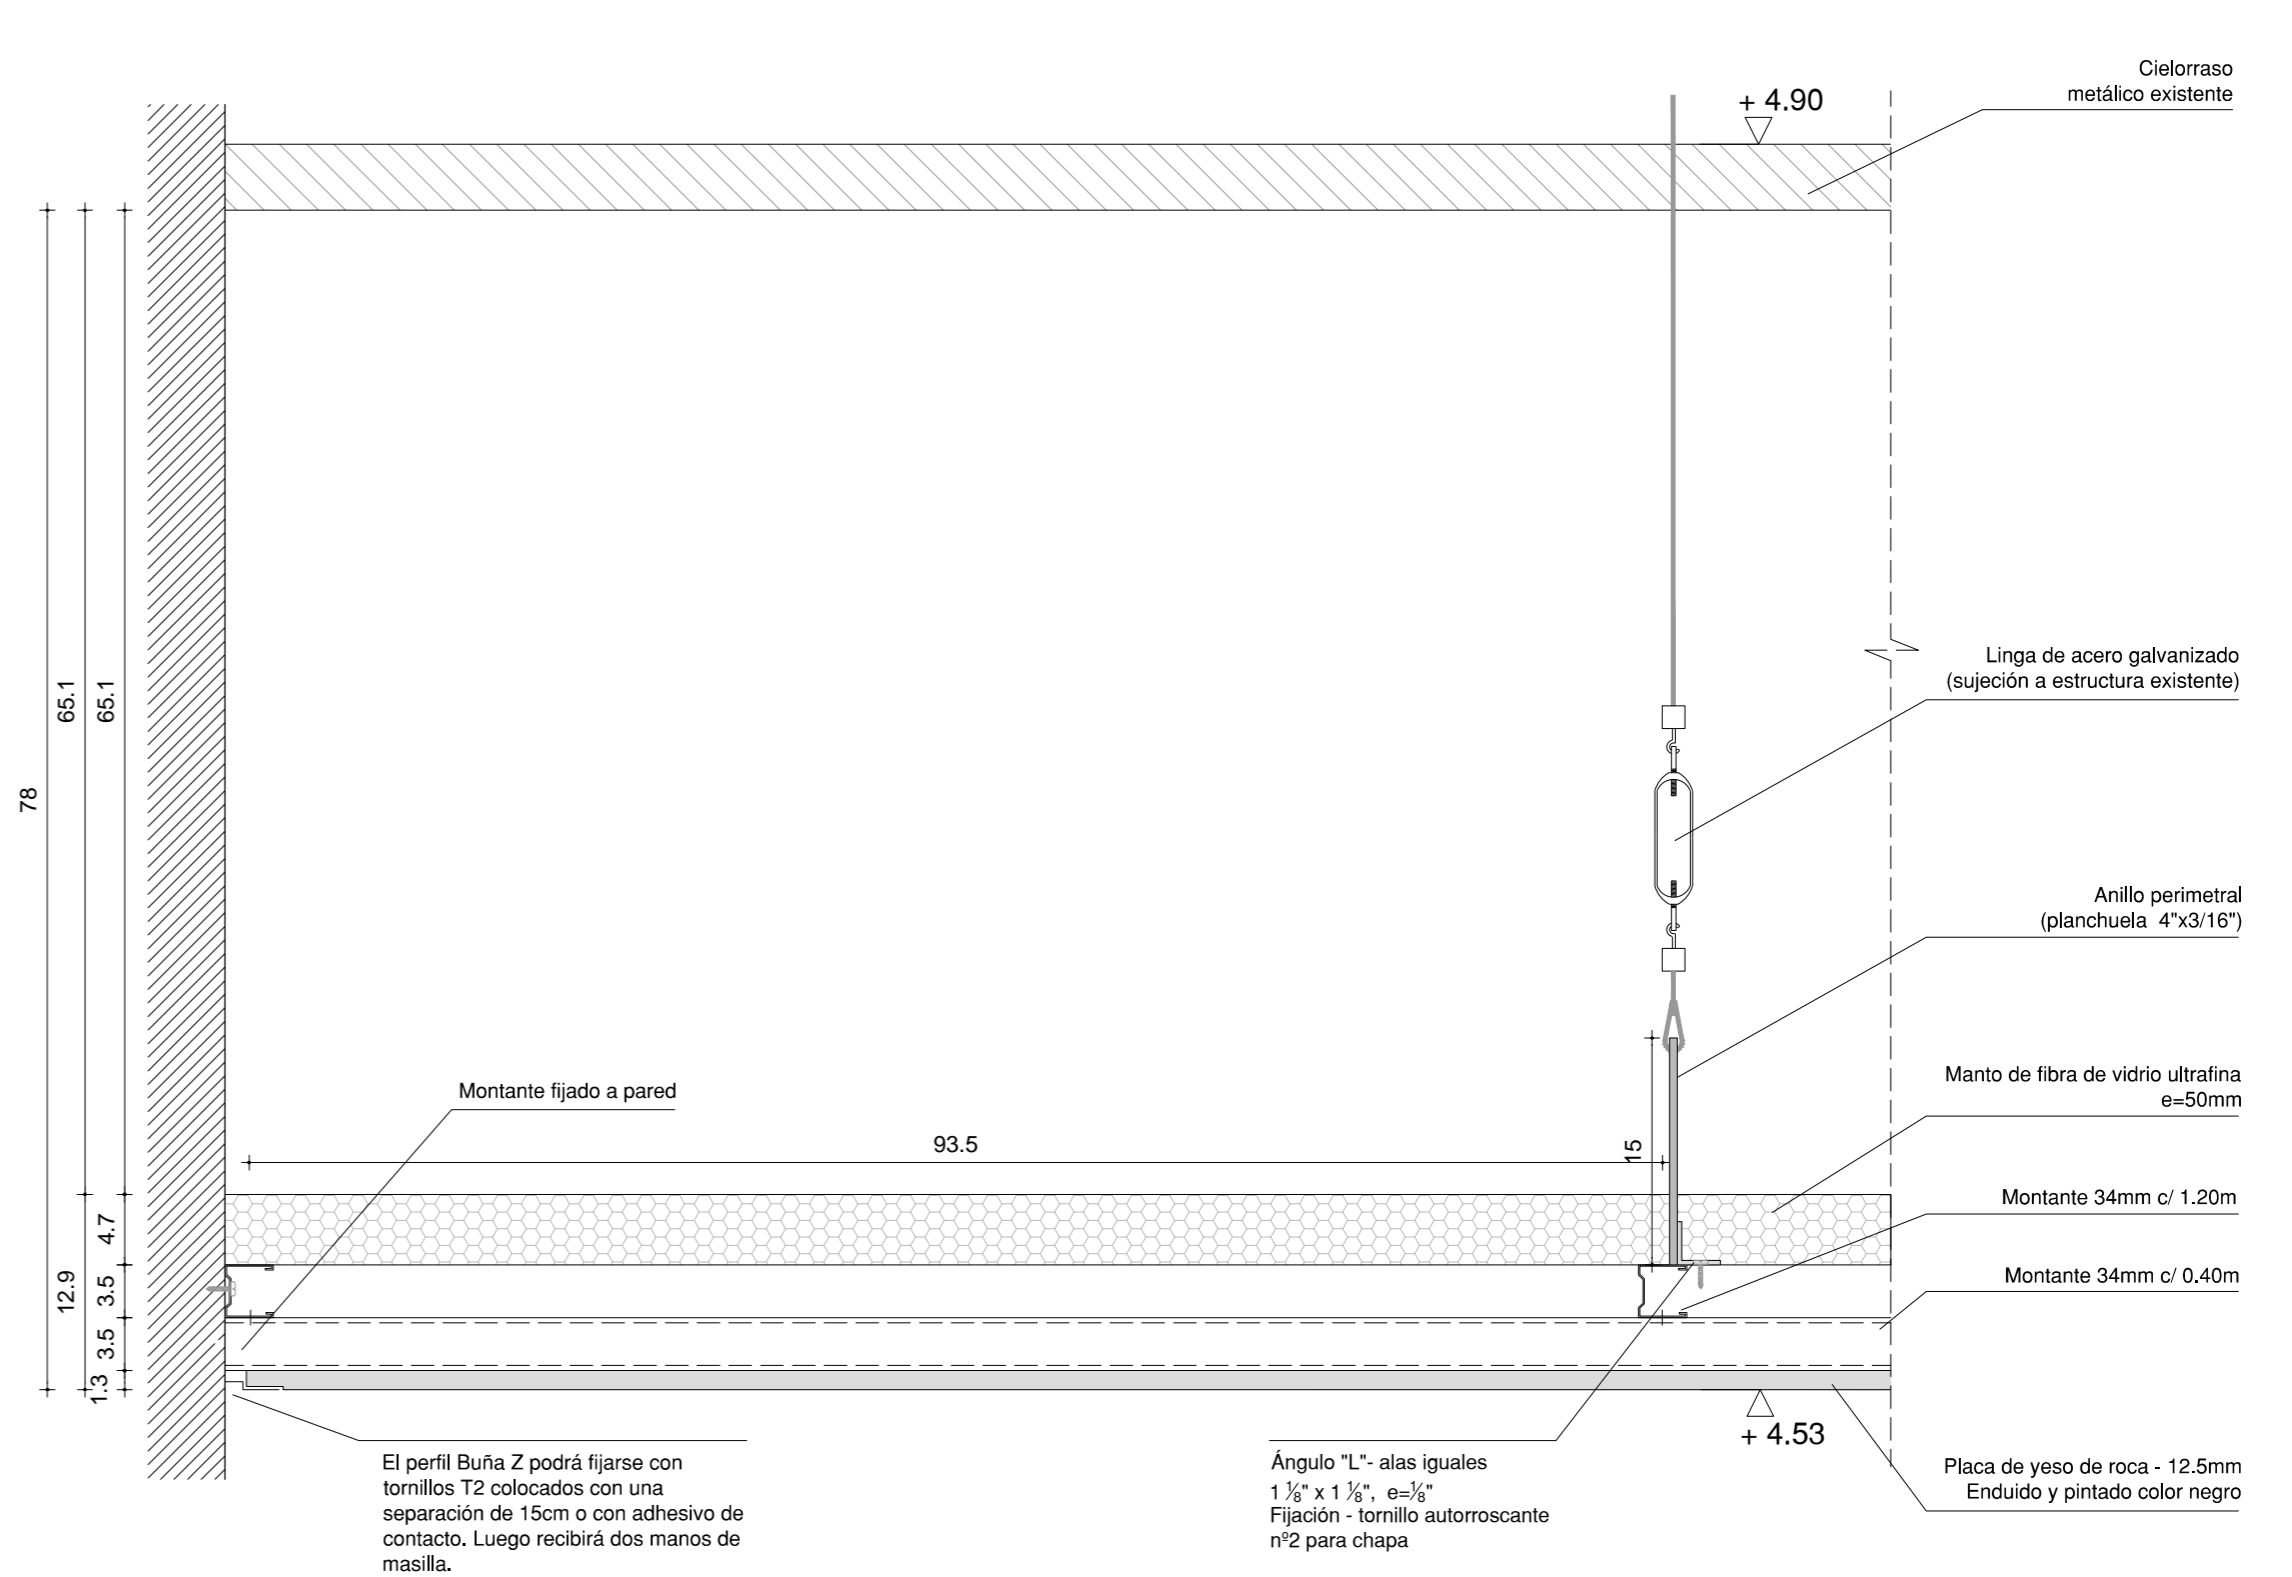 Cielorraso
metálico existente
+ 4.90
Linga de acero galvanizado
(sujeción a estructura existente)
65.1
65.1
78
Anillo perimetral
(planchuela 4"x3/16")
Manto de fibra de vidrio ultrafina
e=50mm
Montante fijado a pared
93.5
15
Montante 34mm c/ 1.20m
4.7
12.9
3.5
Montante 34mm c/ 0.40m
3.5
1.3
+ 4.53
El perfil Buña Z podrá fijarse con
tornillos T2 colocados con una
separación de 15cm o con adhesivo de
contacto. Luego recibirá dos manos de
masilla.
Ángulo "L"- alas iguales
1 ⅛" x 1 ⅛", e=⅛"
Fijación - tornillo autorroscante
nº2 para chapa
Placa de yeso de roca - 12.5mm
Enduido y pintado color negro